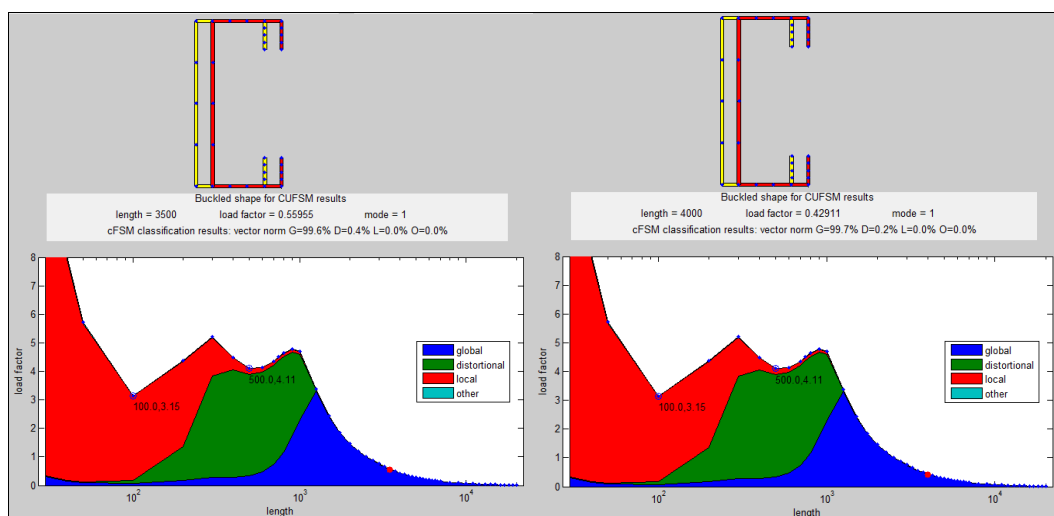 Buckled shape for CUFSM results
length = 3500 load factor = 0.55955 mode = 1
cFSM classification results: vector norm G=99.6% D=0.4% L=0.0% O=0.0%
8
7
6
5
4
3
2
1
0
load factor
100.0,3.15
500.0,4.11
global
distortional
local
other
10^2
10^3
10^4
length
Buckled shape for CUFSM results
length = 4000 load factor = 0.42911 mode = 1
cFSM classification results: vector norm G=99.7% D=0.2% L=0.0% O=0.0%
8
7
6
5
4
3
2
1
0
load factor
100.0,3.15
500.0,4.11
global
distortional
local
other
10^2
10^3
10^4
length